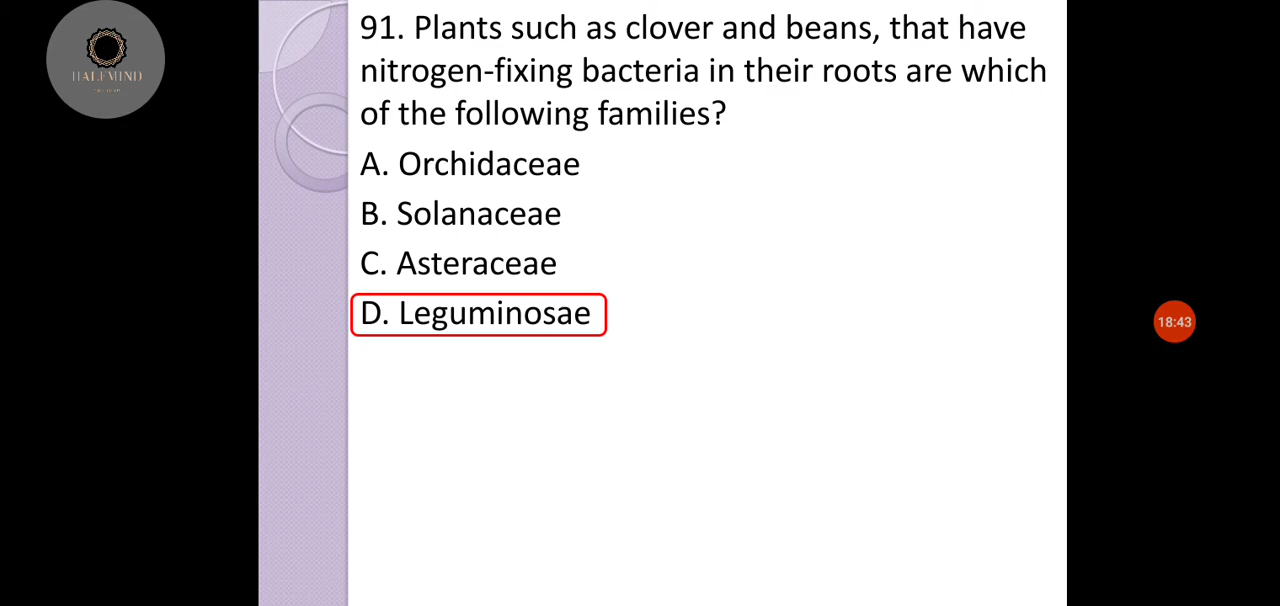 HALFMIND
91. Plants such as clover and beans, that have
nitrogen-fixing bacteria in their roots are which
of the following families?
A. Orchidaceae
B. Solanaceae
C. Asteraceae
D. Leguminosae
18:43